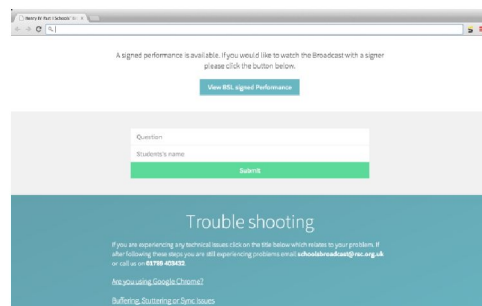 Henry IV Part I Schools'
A signed performance is available. If you would like to watch the Broadcast with a signer
please click the button below.
View BSL signed Performance
Question
Students's name
Submit
Trouble shooting
If you are experiencing any technical issues click on the title below which relates to your problem. If
after following these steps you are still experiencing problems email schoolsbroadcast@rsc.org.uk
or call us on 01789 403432
Are you using Google Chrome?
Buffering, Stuttering or Sync Issues